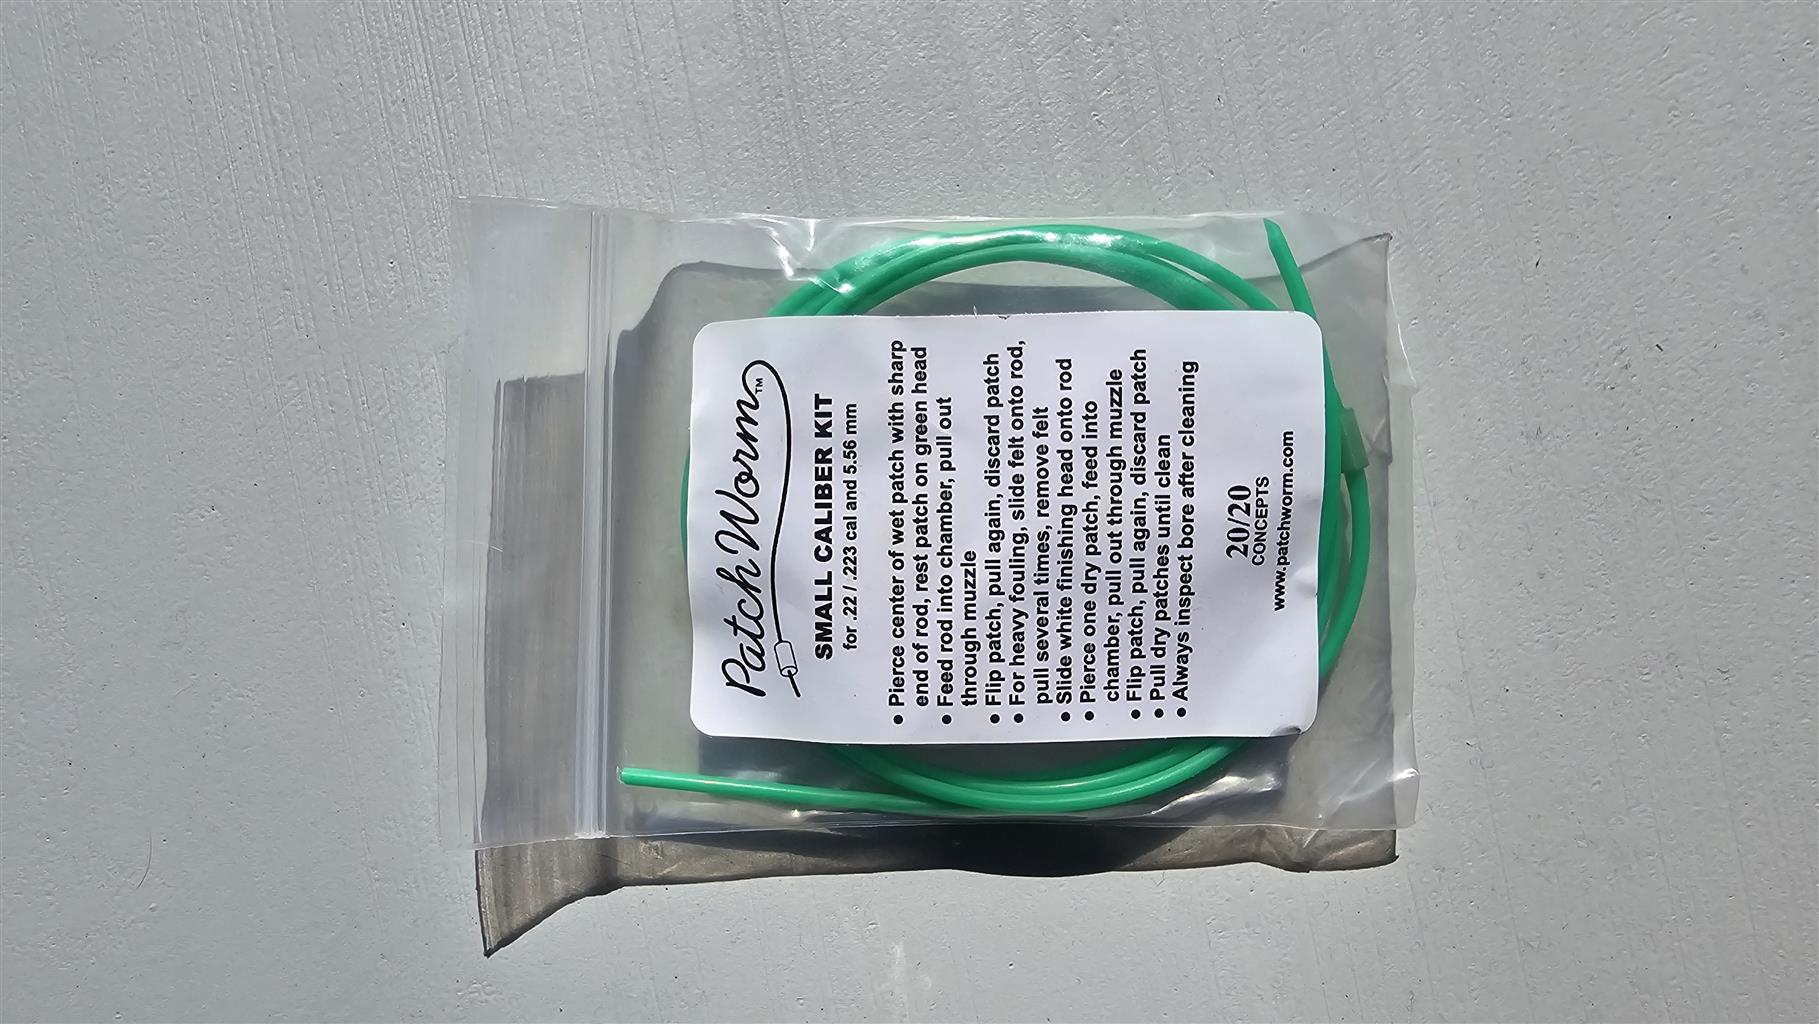 PatchWorm™
SMALL CALIBER KIT
for .22 / .223 cal and 5.56 mm
• Pierce center of wet patch with sharp
end of rod, rest patch on green head
• Feed rod into chamber, pull out
through muzzle
• Flip patch, pull again, discard patch
• For heavy fouling, slide felt onto rod,
pull several times, remove felt
• Slide white finishing head onto rod
• Pierce one dry patch, feed into
chamber, pull out through muzzle
• Flip patch, pull again, discard patch
• Pull dry patches until clean
• Always inspect bore after cleaning
20/20
CONCEPTS
www.patchworm.com